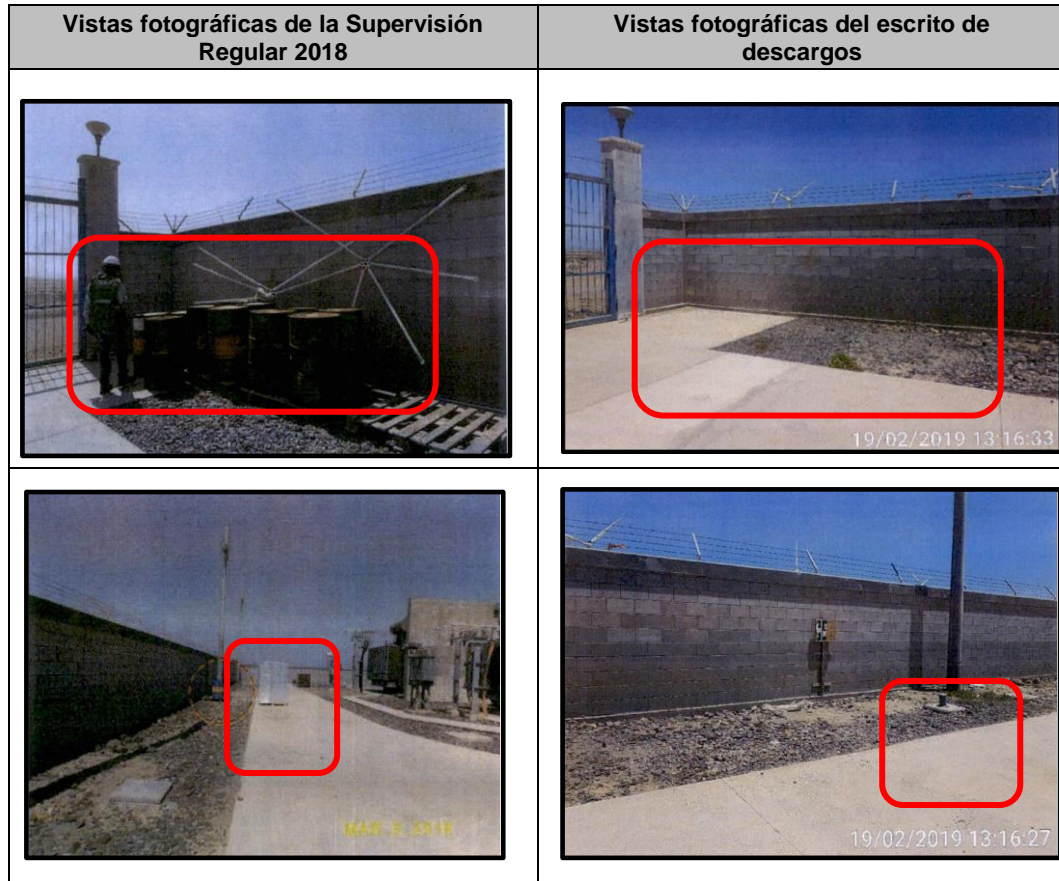 Vistas fotográficas de la Supervisión
Regular 2018
Vistas fotográficas del escrito de
descargos
19/02/2019 13:16:33
19/02/2019 13:16:27